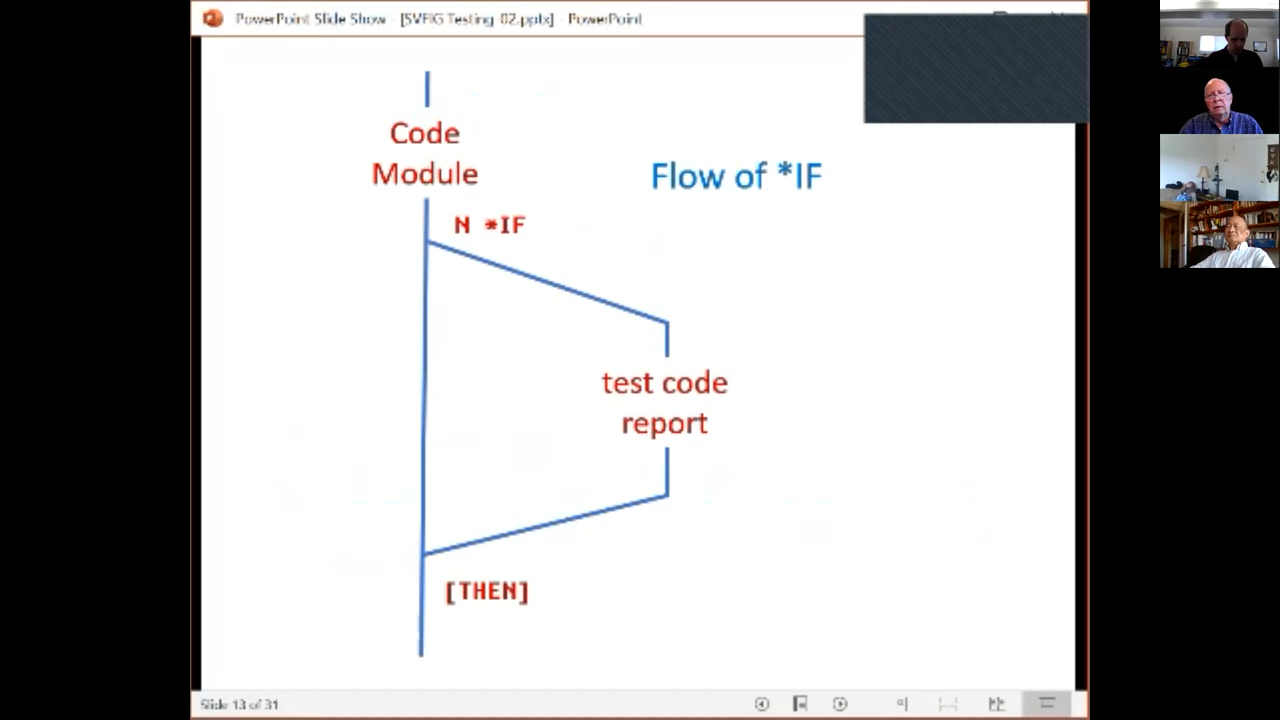 PowerPoint Slide Show - [SVFIG Testing 02.pptx] - PowerPoint
Code
Module
Flow of *IF
N *IF
test code
report
[THEN]
Slide 13 of 31